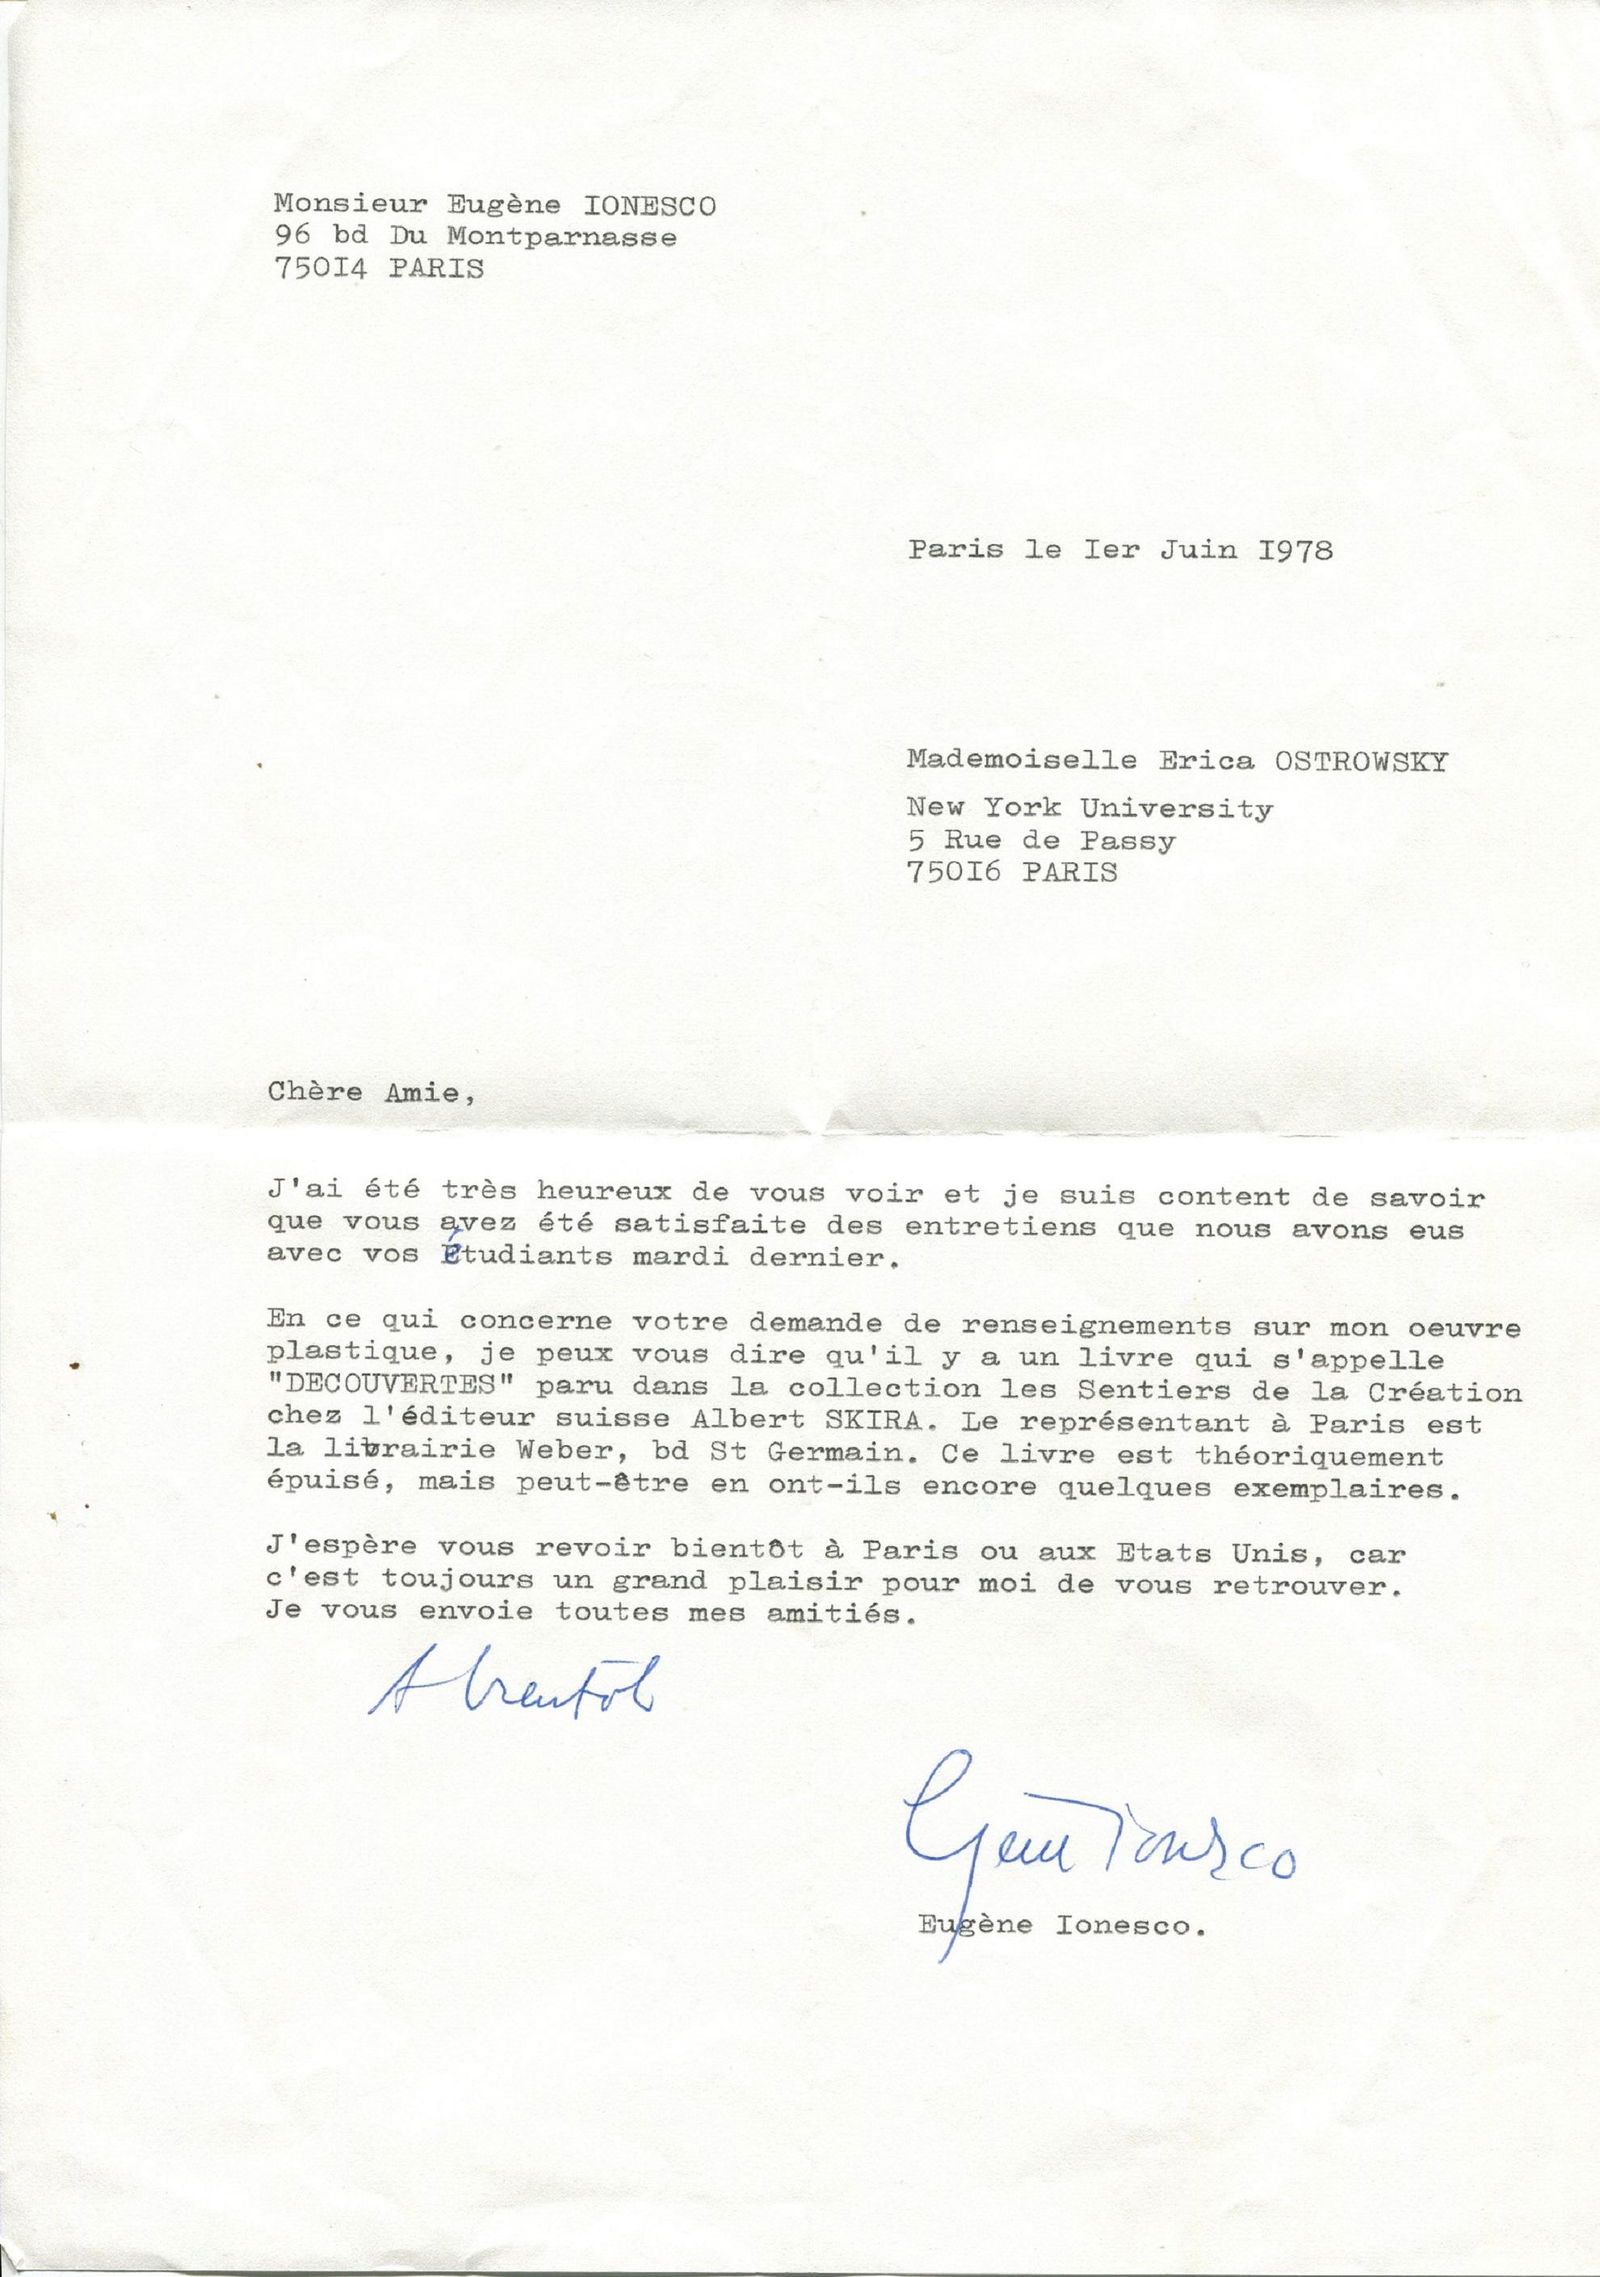 Monsieur Eugène IONESCO
96 bd Du Montparnasse
75OI4 PARIS
Paris le Ier Juin I978
Mademoiselle Erica OSTROWSKY
New York University
5 Rue de Passy
75OI6 PARIS
Chère Amie,
J'ai été très heureux de vous voir et je suis content de savoir
que vous avez été satisfaite des entretiens que nous avons eus
avec vos Étudiants mardi dernier.
En ce qui concerne votre demande de renseignements sur mon oeuvre
plastique, je peux vous dire qu'il y a un livre qui s'appelle
"DECOUVERTES" paru dans la collection les Sentiers de la Création
chez l'éditeur suisse Albert SKIRA. Le représentant à Paris est
la librairie Weber, bd St Germain. Ce livre est théoriquement
épuisé, mais peut-être en ont-ils encore quelques exemplaires.
J'espère vous revoir bientôt à Paris ou aux Etats Unis, car
c'est toujours un grand plaisir pour moi de vous retrouver.
Je vous envoie toutes mes amitiés.
A bientôt
Eugène Ionesco
Eugène Ionesco.